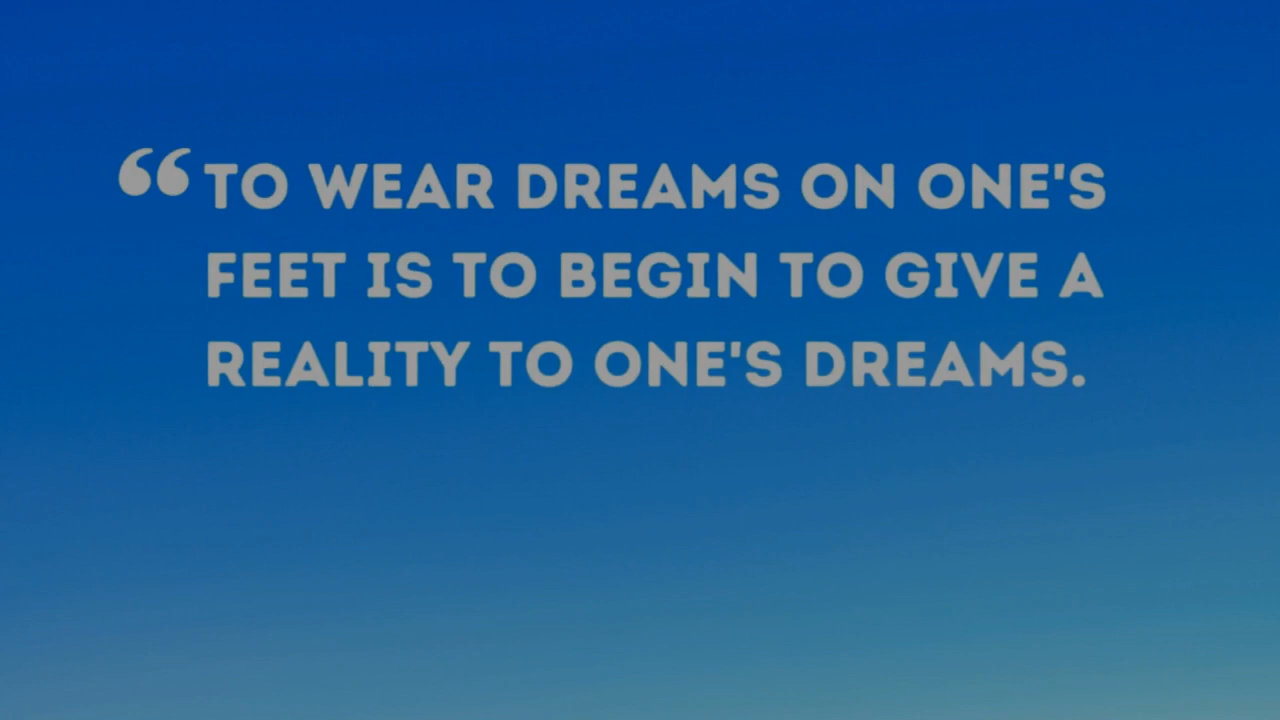 “TO WEAR DREAMS ON ONE'S
FEET IS TO BEGIN TO GIVE A
REALITY TO ONE'S DREAMS.